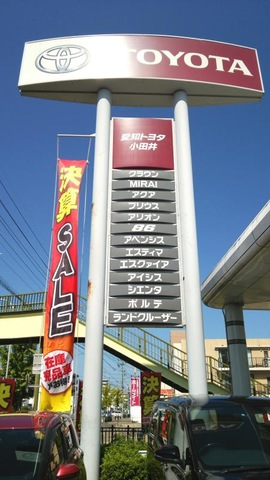 TOYOTA
愛知トヨタ
小田井
クラウン
MIRAI
アクア
プリウス
アリオン
86
アベンシス
エスティマ
エスクァイア
アイシス
シエンタ
ポルテ
ランドクルーザー
決算
SALE
在庫